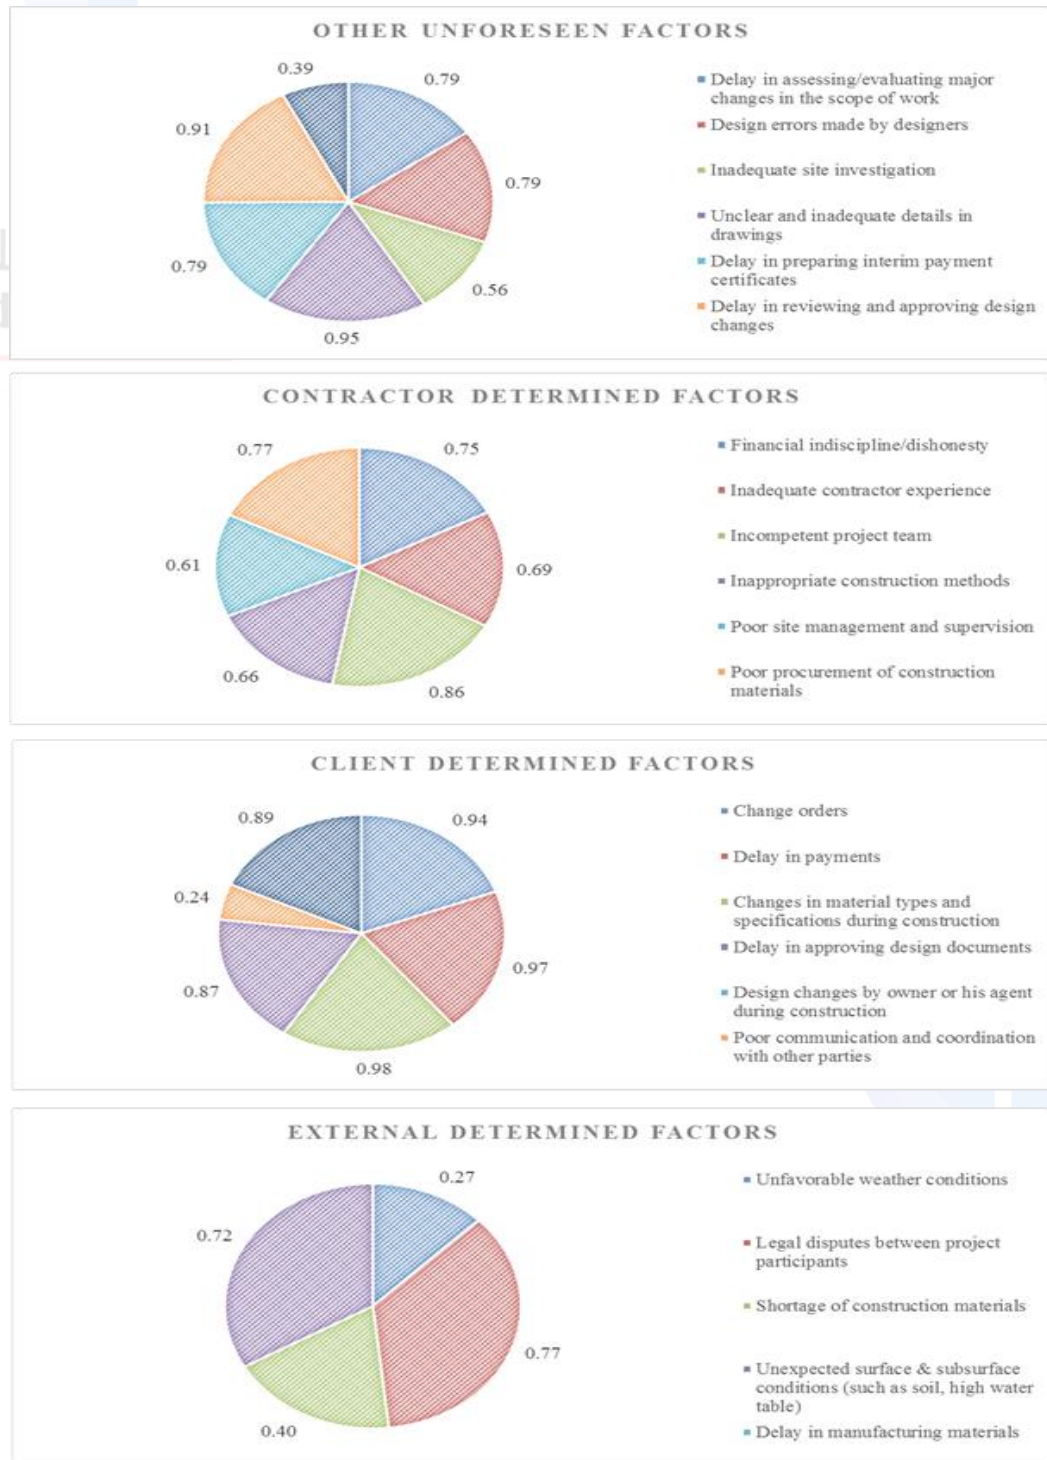 OTHER UNFORESEEN FACTORS
0.39
0.79
0.91
0.79
0.79
0.56
0.95
Delay in assessing/evaluating major
changes in the scope of work
Design errors made by designers
Inadequate site investigation
Unclear and inadequate details in
drawings
Delay in preparing interim payment
certificates
Delay in reviewing and approving design
changes
CONTRACTOR DETERMINED FACTORS
0.77
0.75
0.61
0.69
0.66
0.86
Financial indiscipline/dishonesty
Inadequate contractor experience
Incompetent project team
Inappropriate construction methods
Poor site management and supervision
Poor procurement of construction
materials
CLIENT DETERMINED FACTORS
0.89
0.94
0.24
0.97
0.87
0.98
Change orders
Delay in payments
Changes in material types and
specifications during construction
Delay in approving design documents
Design changes by owner or his agent
during construction
Poor communication and coordination
with other parties
EXTERNAL DETERMINED FACTORS
0.27
0.72
0.77
0.40
Unfavorable weather conditions
Legal disputes between project
participants
Shortage of construction materials
Unexpected surface & subsurface
conditions (such as soil, high water
table)
Delay in manufacturing materials